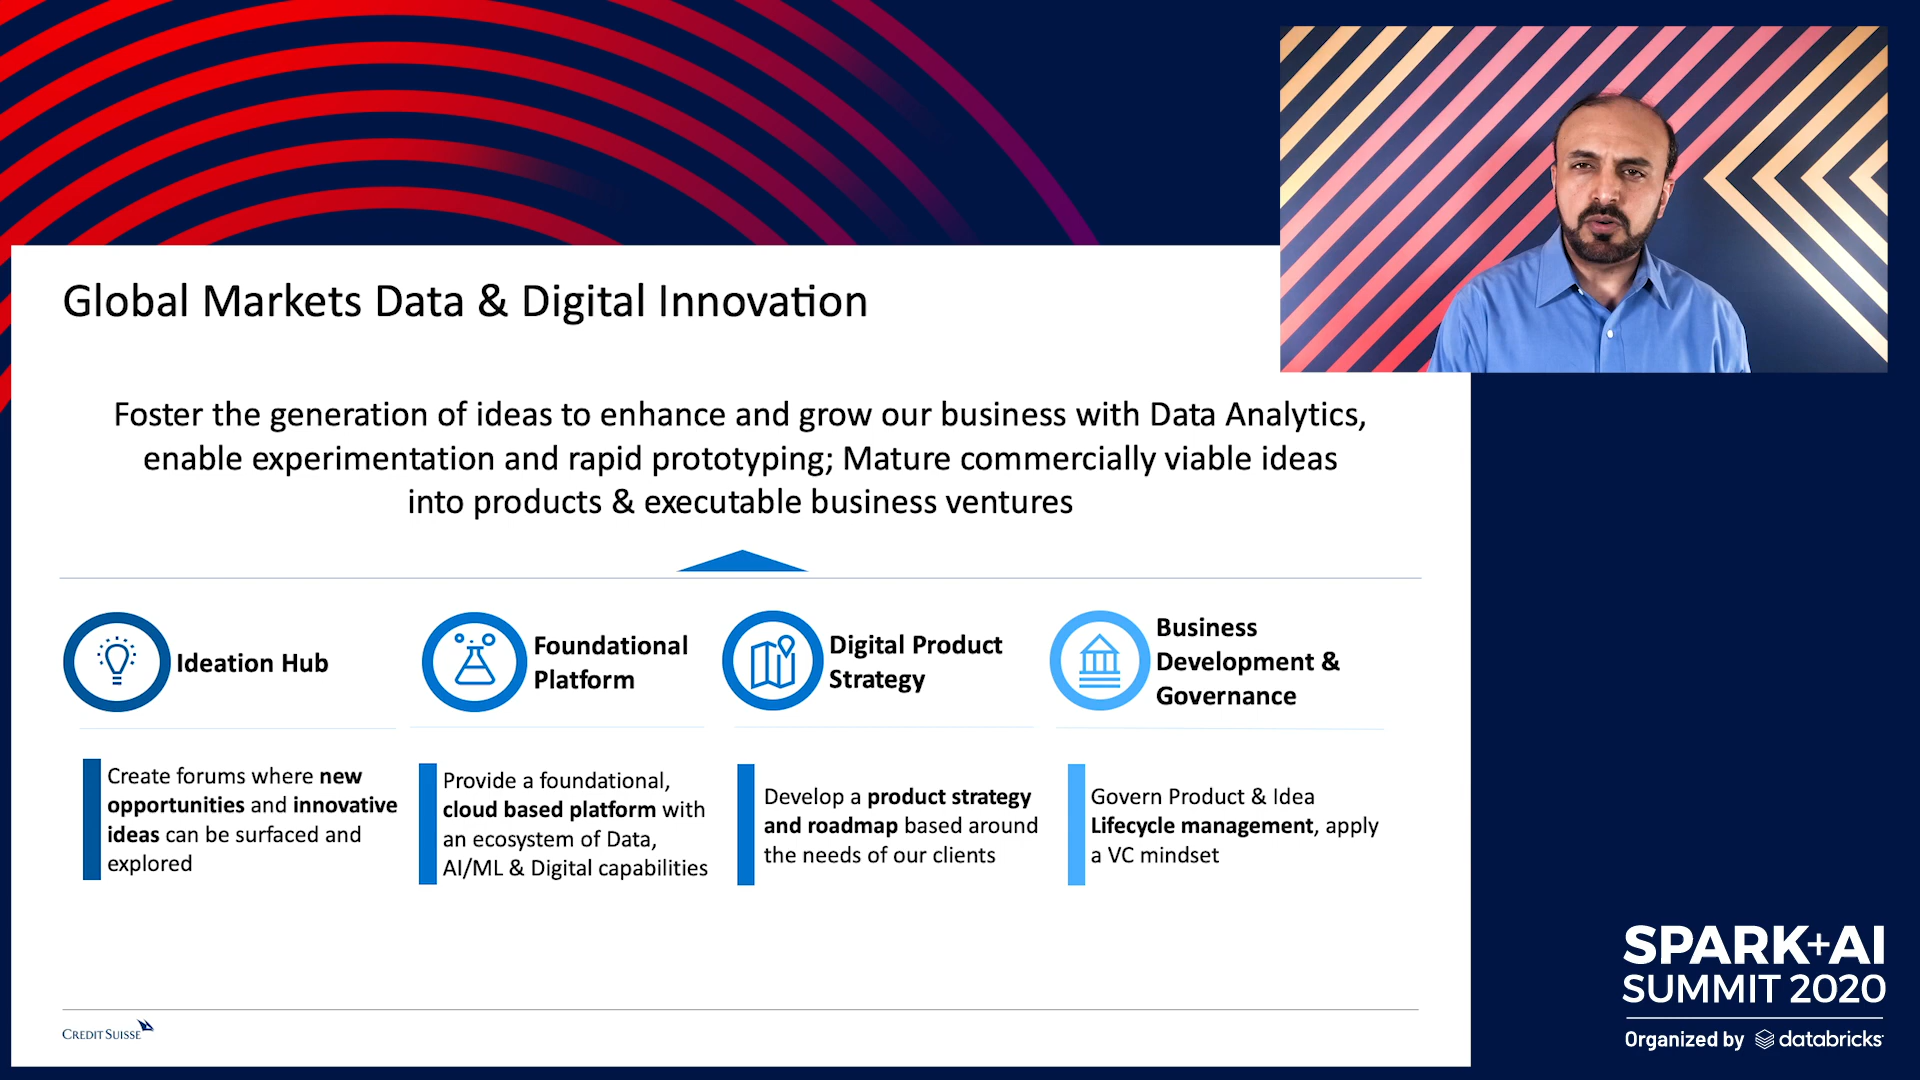 Global Markets Data & Digital Innovation
Foster the generation of ideas to enhance and grow our business with Data Analytics,
enable experimentation and rapid prototyping; Mature commercially viable ideas
into products & executable business ventures
Ideation Hub
Create forums where new
opportunities and innovative
ideas can be surfaced and
explored
Foundational
Platform
Provide a foundational,
cloud based platform with
an ecosystem of Data,
AI/ML & Digital capabilities
Digital Product
Strategy
Develop a product strategy
and roadmap based around
the needs of our clients
Business
Development &
Governance
Govern Product & Idea
Lifecycle management, apply
a VC mindset
CREDIT SUISSE
SPARK+AI
SUMMIT 2020
Organized by databricks